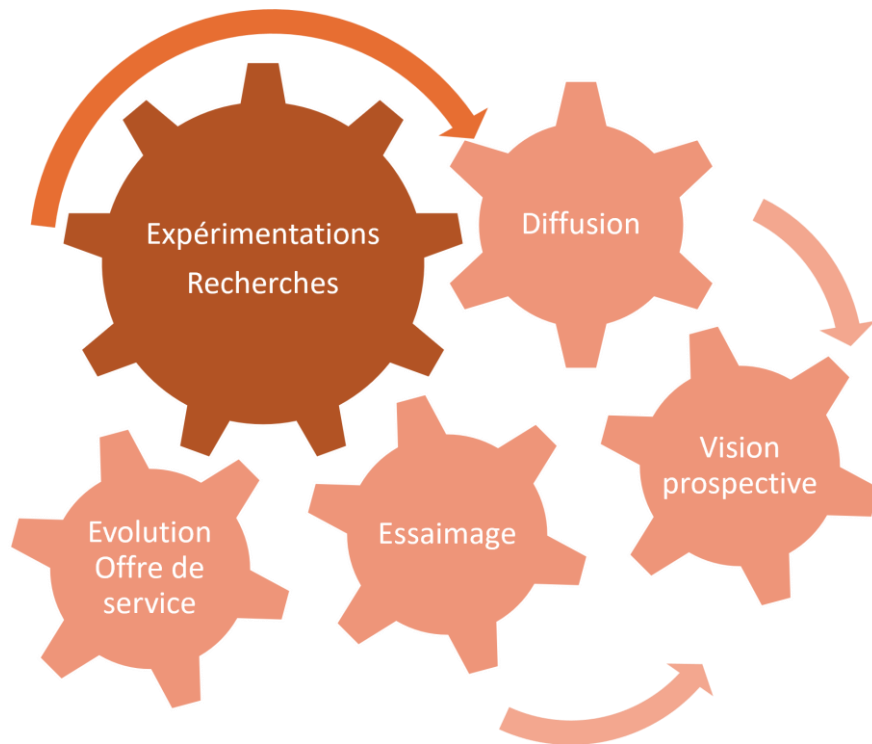 Expérimentations
Recherches
Diffusion
Vision
prospective
Essaimage
Evolution
Offre de
service